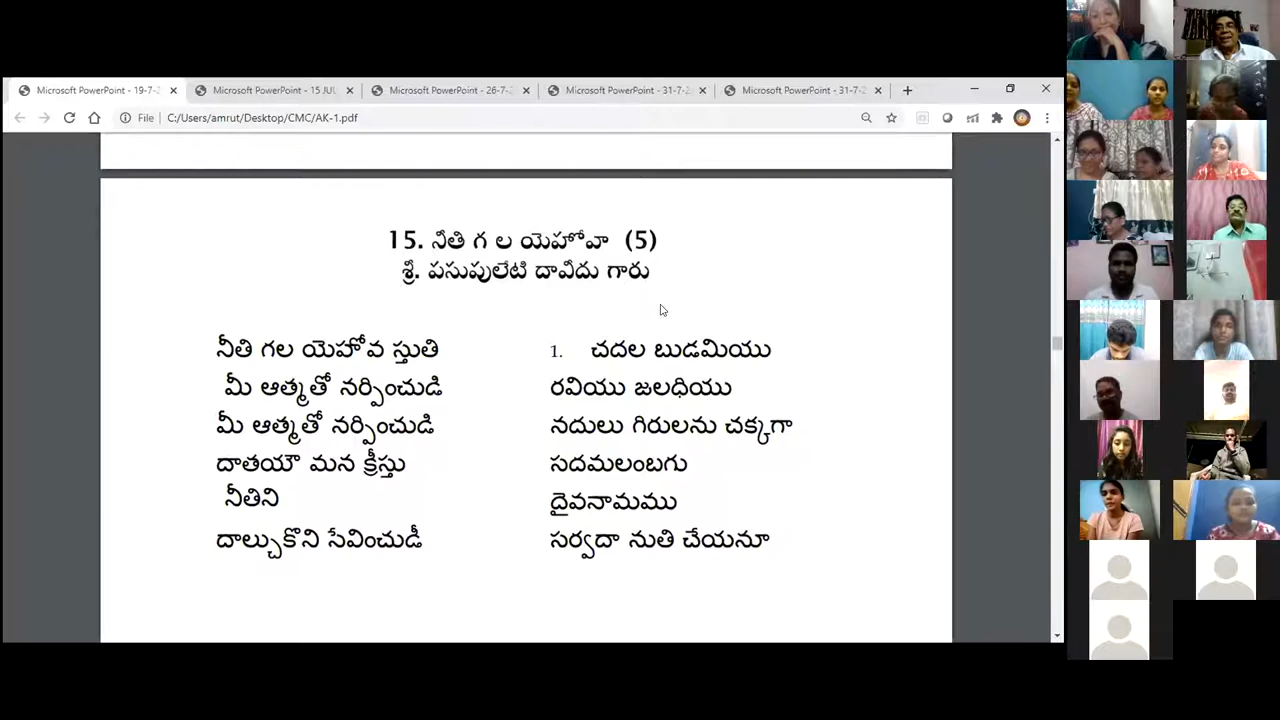 Microsoft PowerPoint - 19-7-2
Microsoft PowerPoint - 15 JUL
Microsoft PowerPoint - 26-7-2
Microsoft PowerPoint - 31-7-2
Microsoft PowerPoint - 31-7-2
File
C:/Users/amrut/Desktop/CMC/AK-1.pdf
15. నీతి గ ల యెహోవా (5)
శ్రీ. పసుపులేటి దావీదు గారు
నీతి గల యెహోవ స్తుతి
మీ ఆత్మతో నర్పించుడి
మీ ఆత్మతో నర్పించుడి
దాతయౌ మన క్రీస్తు
నీతిని
దాల్చుకొని సేవించుడీ
1. చదల బుడమియు
రవియు జలధియు
నదులు గిరులను చక్కగా
సదమలంబగు
దైవనామము
సర్వదా నుతి చేయనూ